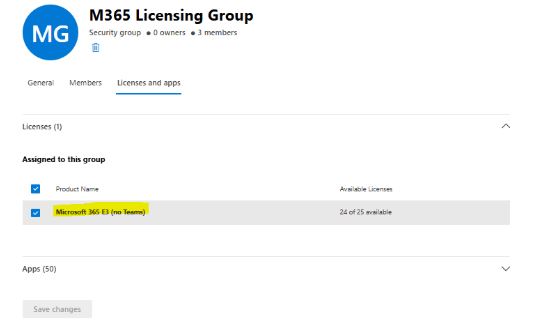 MG
M365 Licensing Group
Security group ● 0 owners ● 3 members
General Members Licenses and apps
Licenses (1)
Assigned to this group
Product Name Available Licenses
Microsoft 365 E3 (no Teams) 24 of 25 available
Apps (50)
Save changes